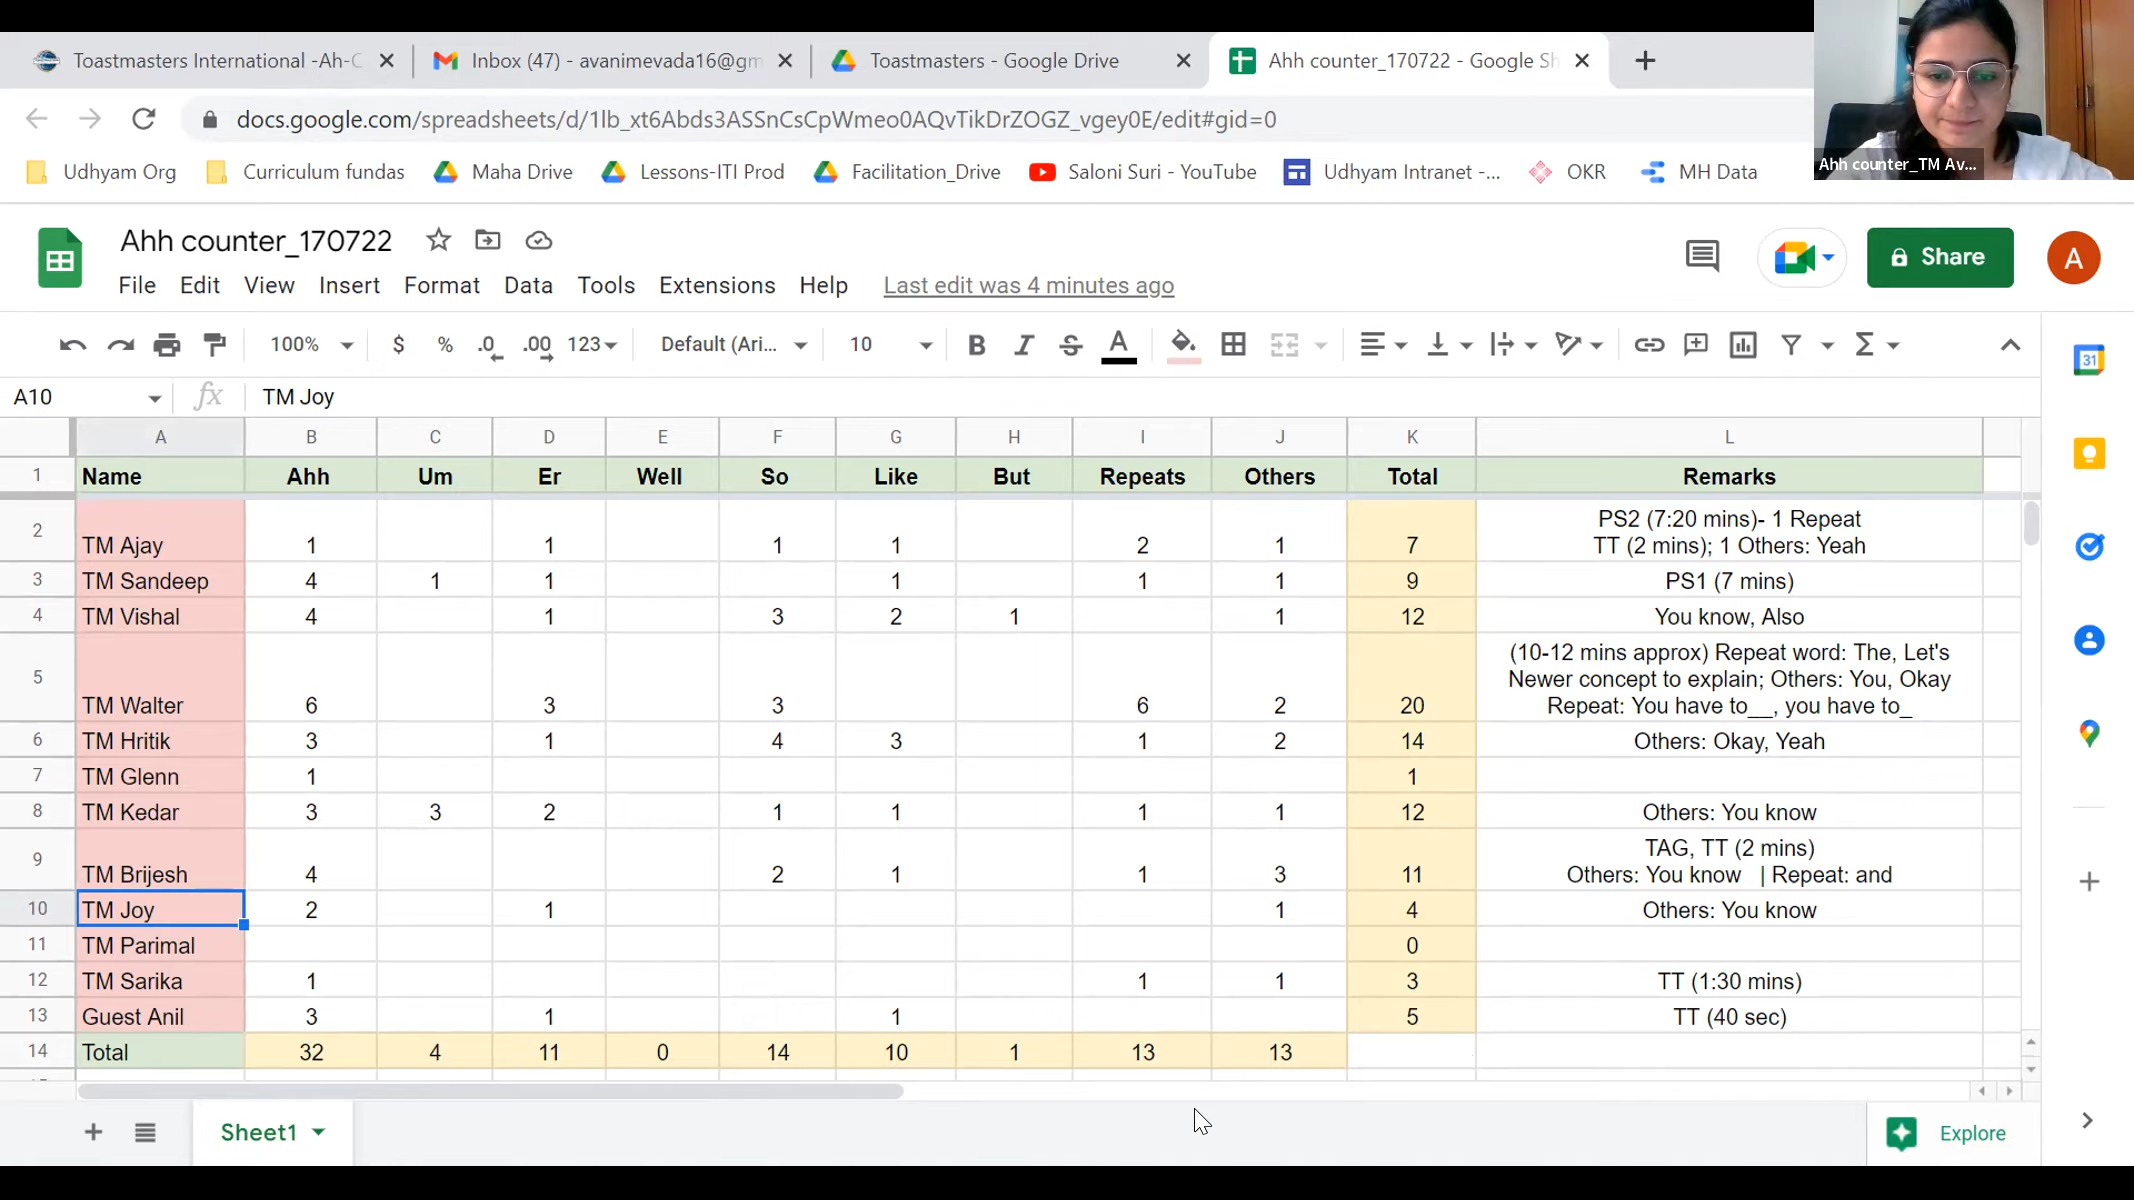 Toastmasters International -Ah-C
Inbox (47) - avanimevada16@gm
Toastmasters - Google Drive
Ahh counter_170722 - Google Sh
docs.google.com/spreadsheets/d/1lb_xt6Abds3ASSnCsCpWmeo0AQvTikDrZOGZ_vgey0E/edit#gid=0
Udhyam Org Curriculum fundas Maha Drive Lessons-ITI Prod Facilitation_Drive Saloni Suri - YouTube Udhyam Intranet -... OKR MH Data
Ahh counter_TM Av...
Ahh counter_170722
Share
A
File Edit View Insert Format Data Tools Extensions Help Last edit was 4 minutes ago
100% $ % .0 .00 123 Default (Ari... 10 B I S A Σ
31
A10 fx TM Joy
A B C D E F G H I J K L
1 Name Ahh Um Er Well So Like But Repeats Others Total Remarks
PS2 (7:20 mins)- 1 Repeat
2 TM Ajay 1 1 1 1 2 1 7 TT (2 mins); 1 Others: Yeah
3 TM Sandeep 4 1 1 1 1 1 9 PS1 (7 mins)
4 TM Vishal 4 1 3 2 1 1 12 You know, Also
(10-12 mins approx) Repeat word: The, Let's
5 Newer concept to explain; Others: You, Okay
TM Walter 6 3 3 6 2 20 Repeat: You have to__, you have to_
6 TM Hritik 3 1 4 3 1 2 14 Others: Okay, Yeah
7 TM Glenn 1 1
8 TM Kedar 3 3 2 1 1 1 1 12 Others: You know
TAG, TT (2 mins)
9 TM Brijesh 4 2 1 1 3 11 Others: You know | Repeat: and
10 TM Joy 2 1 1 4 Others: You know
11 TM Parimal 0
12 TM Sarika 1 1 1 3 TT (1:30 mins)
13 Guest Anil 3 1 1 5 TT (40 sec)
14 Total 32 4 11 0 14 10 1 13 13
Sheet1
Explore